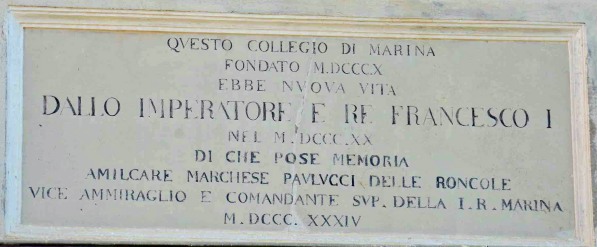 QVESTO COLLEGIO DI MARINA
FONDATO M.DCCCX
EBBE NVOVA VITA
DALLO IMPERATORE E RE FRANCESCO I
NEL M.DCCC.XX
DI CHE POSE MEMORIA
AMILCARE MARCHESE PAVLVCCI DELLE RONCOLE
VICE AMMIRAGLIO E COMANDANTE SVP. DELLA I.R. MARINA
M.DCCC.XXXIV